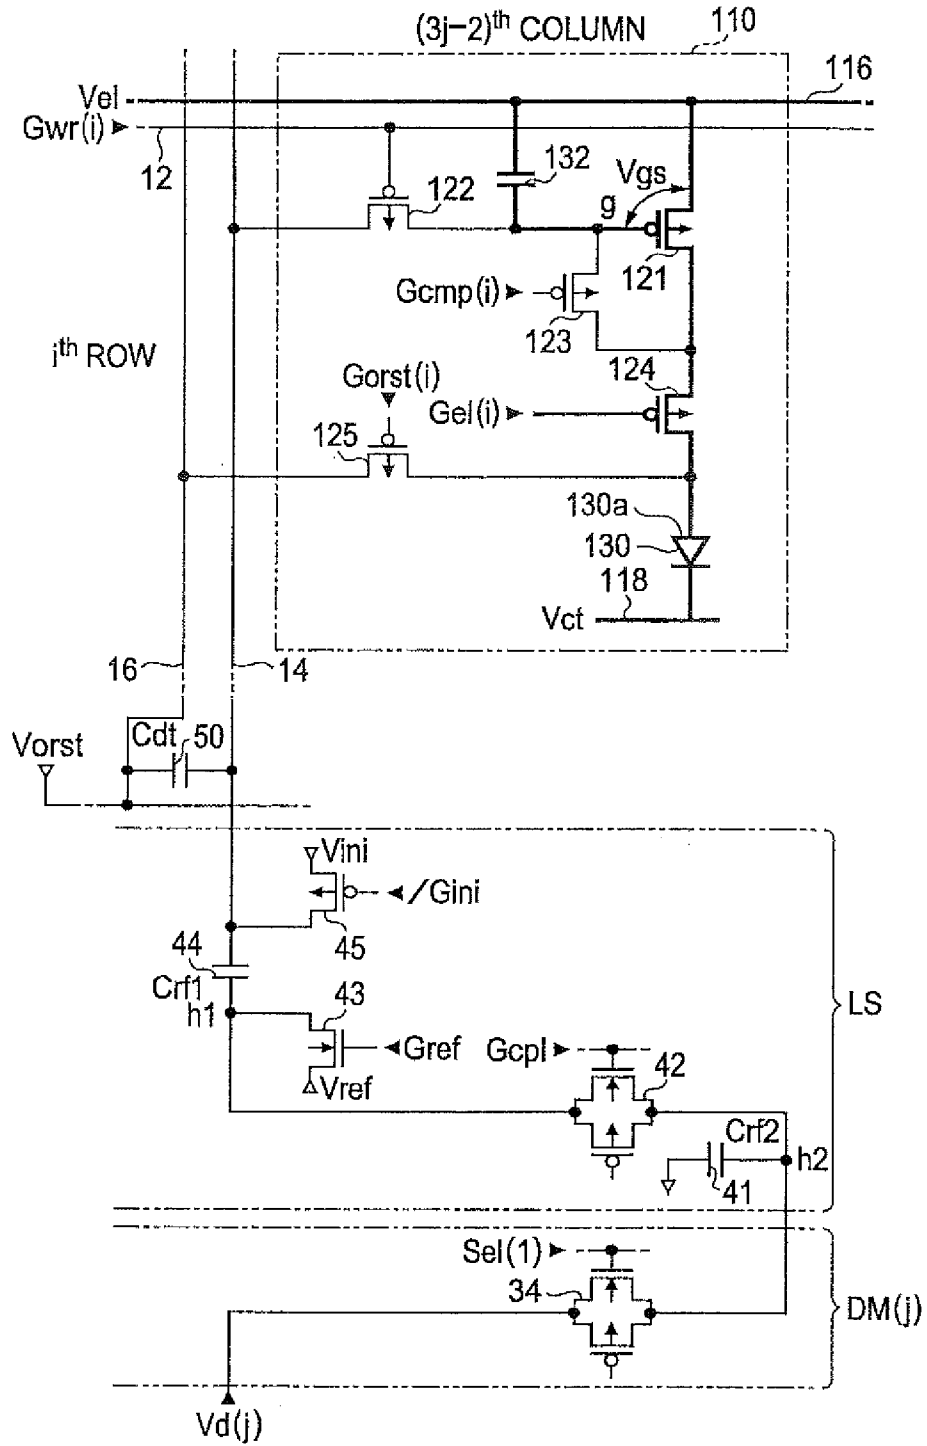 (3j-2)th COLUMN
110
Vel
116
Gwr(i)
12
132
Vgs
122
g
121
Gcmp(i)
123
ith ROW
124
Gorst(i)
Gel(i)
125
130a
130
118
Vct
16
14
Cdt
50
Vorst
Vini
/Gini
45
44
Crf1
h1
43
LS
Gref
Gcpl
42
Vref
Crf2
h2
41
Sel(1)
34
DM(j)
Vd(j)